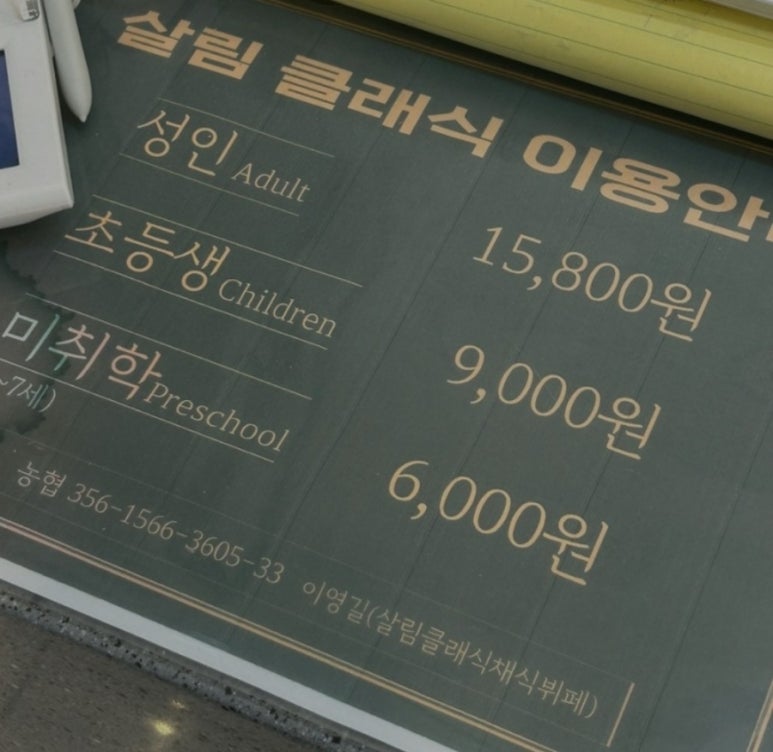 살림 클래식 이용안
성인 Adult 15,800원
초등생 Children 9,000원
미취학 Preschool 6,000원
~7세)
농협 356-1566-3605-33 이영길(살림클래식채식뷔페)